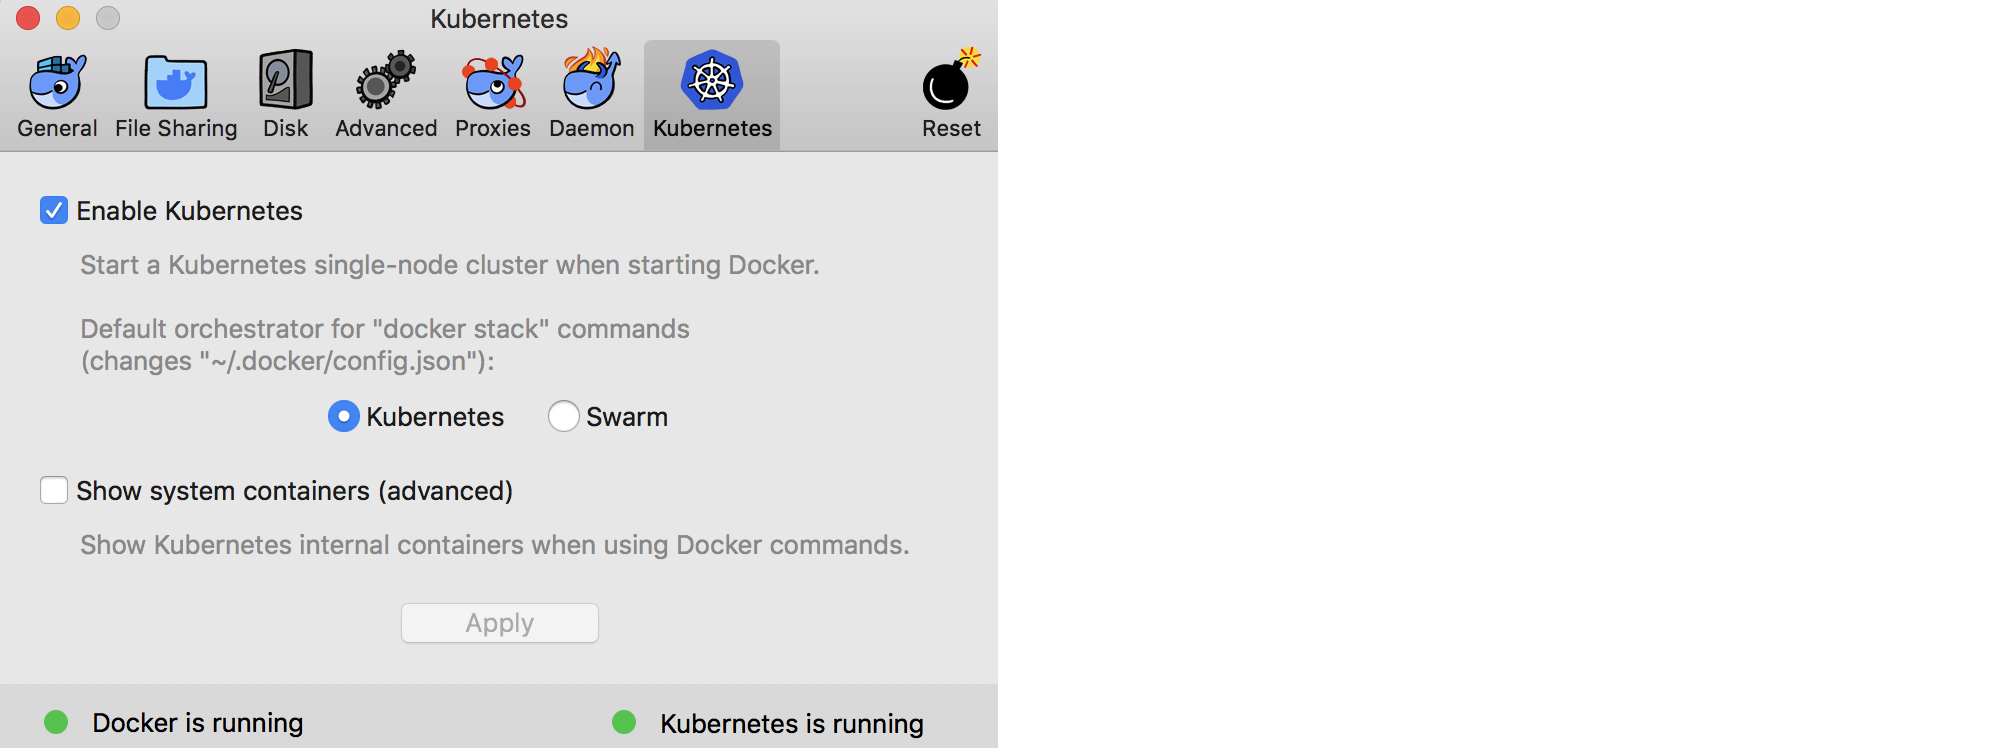 Kubernetes
General File Sharing Disk Advanced Proxies Daemon Kubernetes Reset
Enable Kubernetes
Start a Kubernetes single-node cluster when starting Docker.
Default orchestrator for "docker stack" commands
(changes "~/.docker/config.json"):
Kubernetes Swarm
Show system containers (advanced)
Show Kubernetes internal containers when using Docker commands.
Apply
Docker is running Kubernetes is running